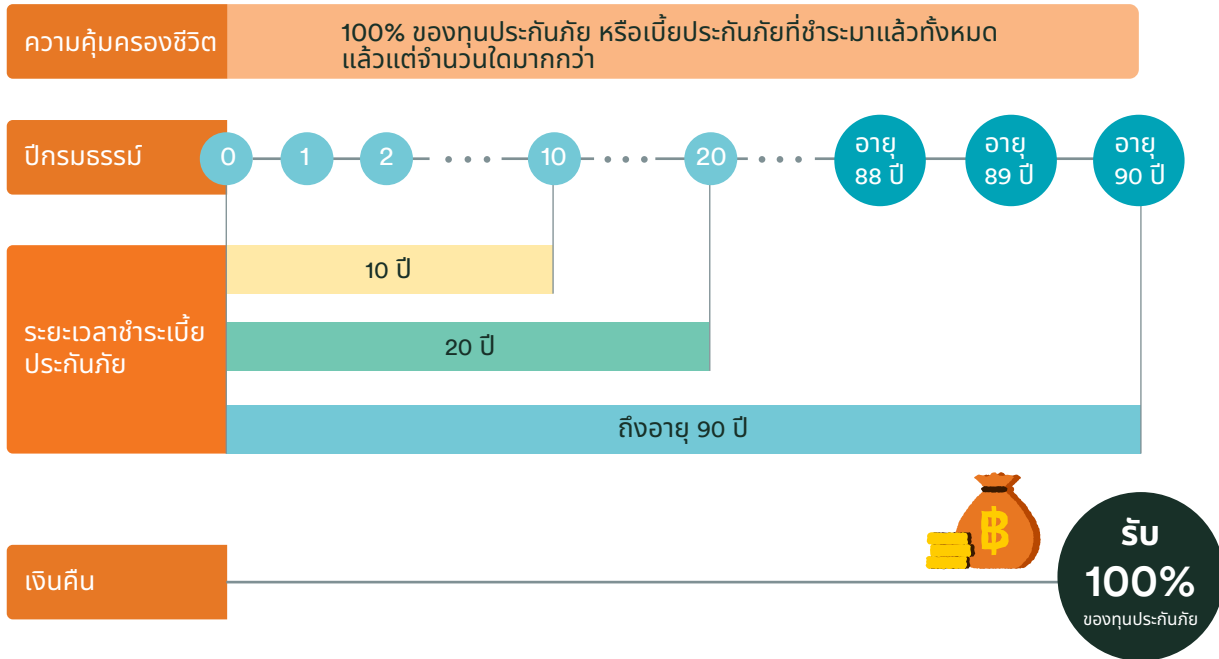 ความคุ้มครองชีวิต
100% ของทุนประกันภัย หรือเบี้ยประกันภัยที่ชำระมาแล้วทั้งหมด
แล้วแต่จำนวนใดมากกว่า
ปีกรมธรรม์
0
1
2
10
20
อายุ
88 ปี
อายุ
89 ปี
อายุ
90 ปี
ระยะเวลาชำระเบี้ย
ประกันภัย
10 ปี
20 ปี
ถึงอายุ 90 ปี
฿
เงินคืน
รับ
100%
ของทุนประกันภัย